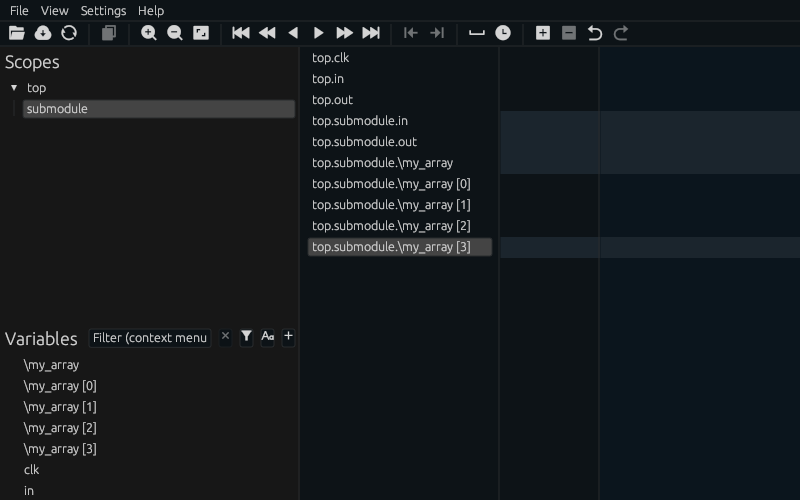 File View Settings Help
Scopes
top
submodule
Variables
Filter (context menu
\my_array
\my_array [0]
\my_array [1]
\my_array [2]
\my_array [3]
clk
in
top.clk
top.in
top.out
top.submodule.in
top.submodule.out
top.submodule.\my_array
top.submodule.\my_array [0]
top.submodule.\my_array [1]
top.submodule.\my_array [2]
top.submodule.\my_array [3]